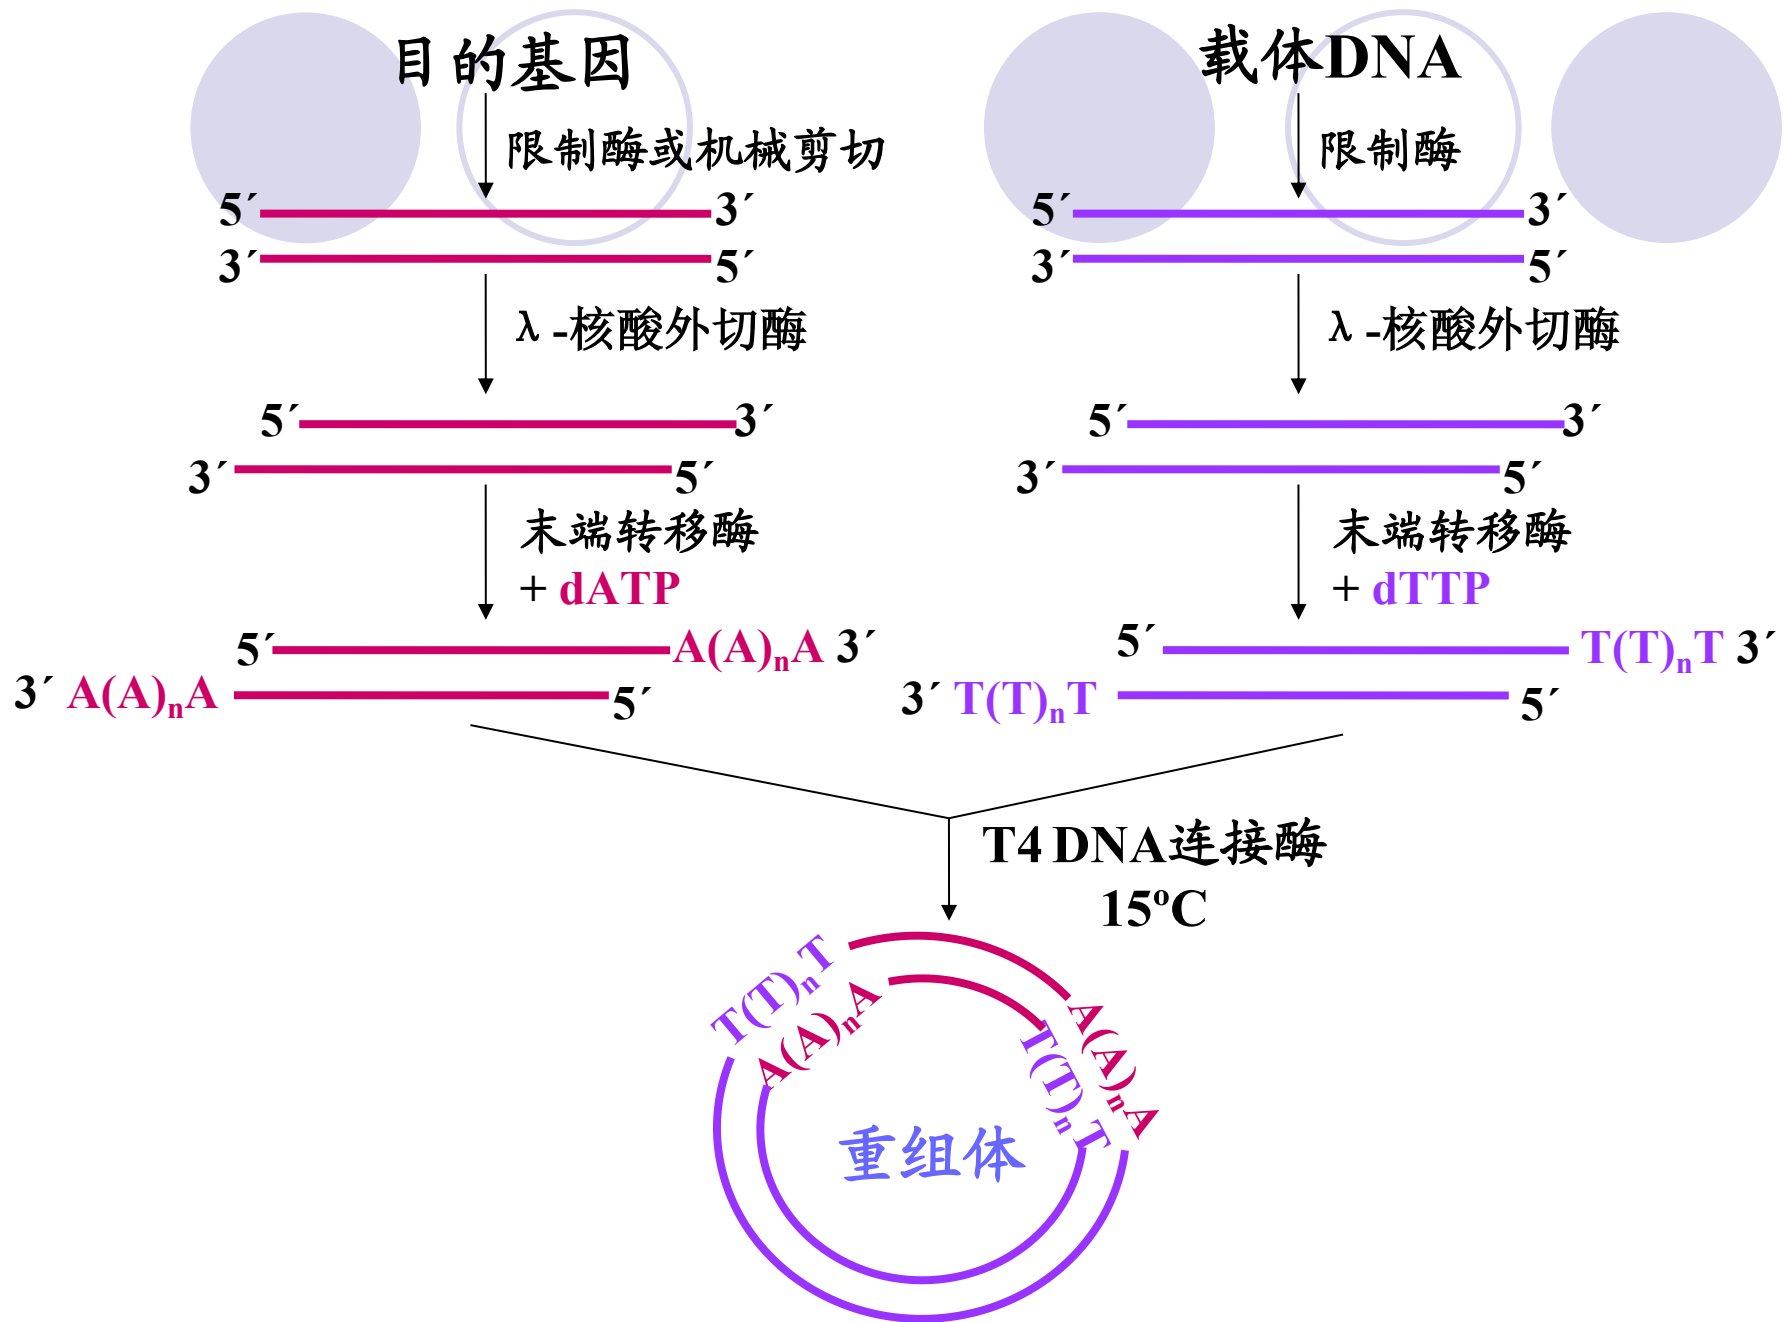 目的基因
限制酶或机械剪切
5´ 3´
3´ 5´
λ-核酸外切酶
5´ 3´
3´ 5´
末端转移酶
+ dATP
5´ A(A)nA 3´
3´ A(A)nA 5´
载体DNA
限制酶
5´ 3´
3´ 5´
λ-核酸外切酶
5´ 3´
3´ 5´
末端转移酶
+ dTTP
5´ T(T)nT 3´
3´ T(T)nT 5´
T4 DNA连接酶
15ºC
T(T)nT
A(A)nA
A(A)nA
T(T)nT
重组体